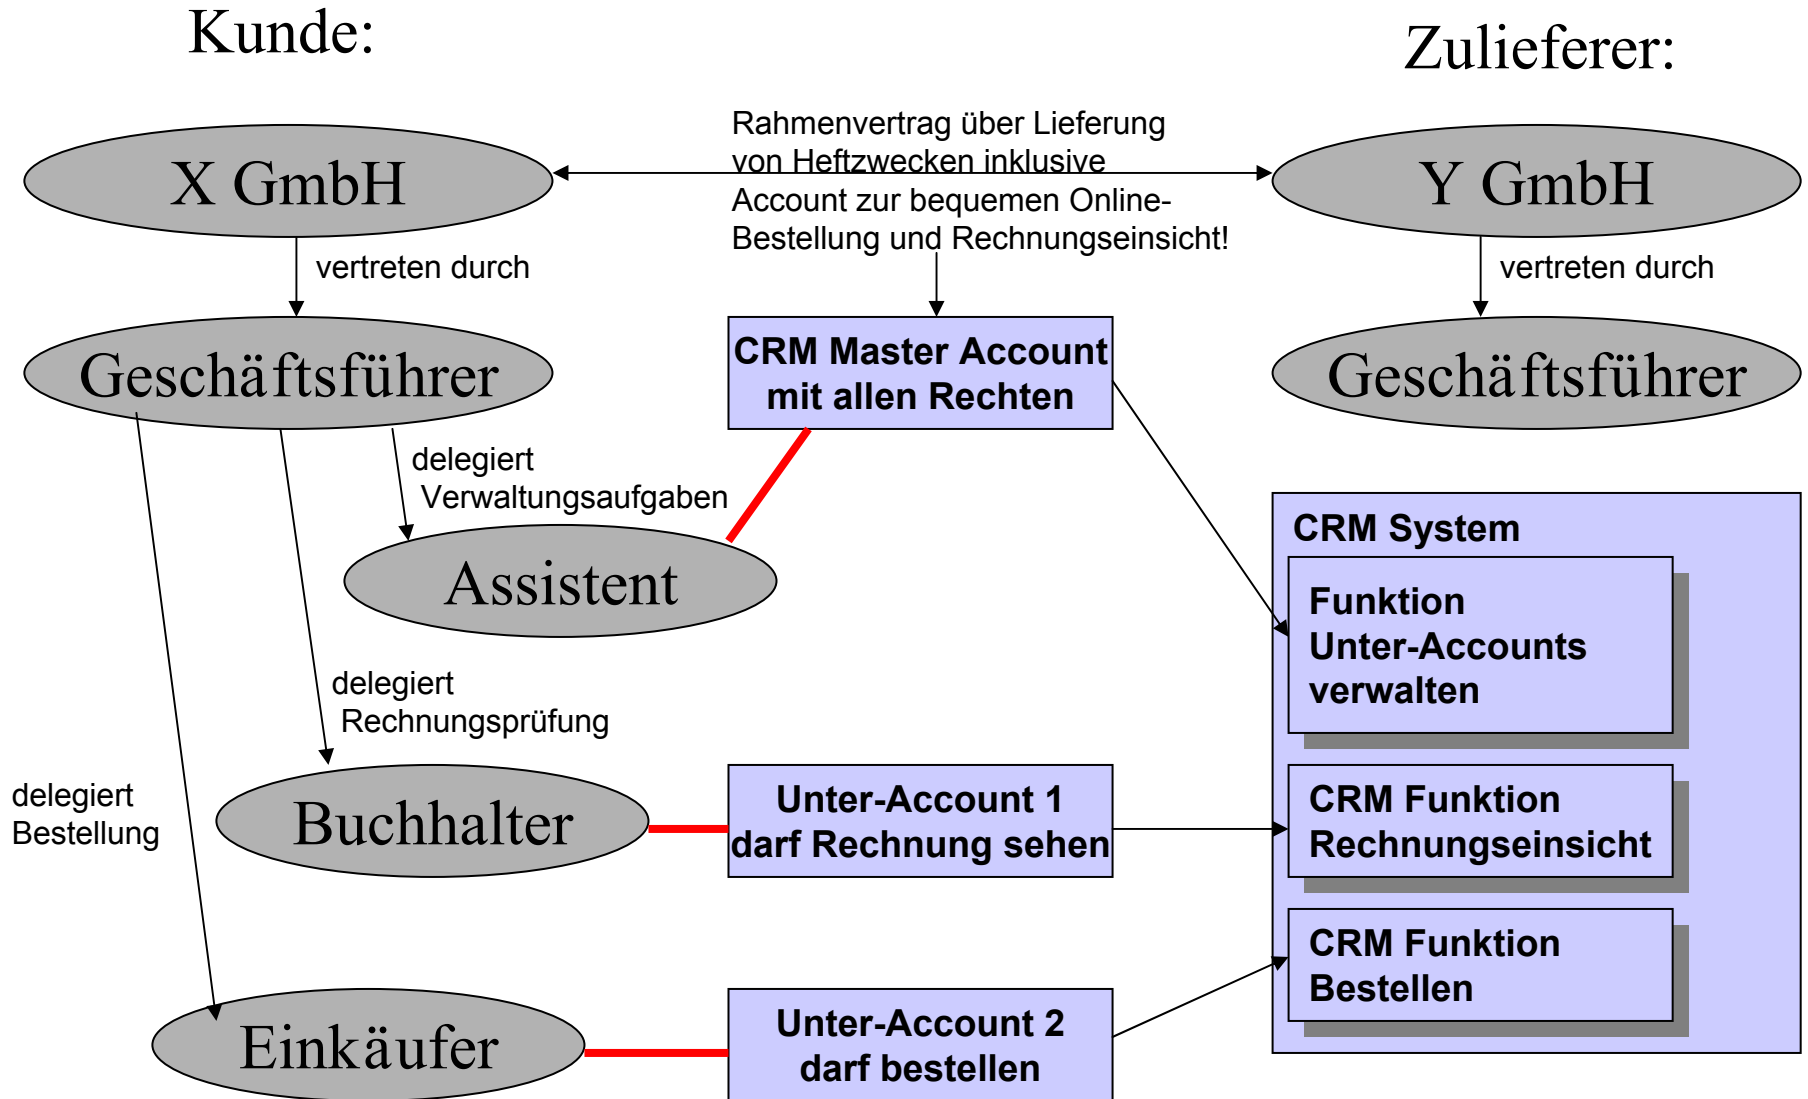 Kunde:
Zulieferer:
Rahmenvertrag über Lieferung
von Heftzwecken inklusive
Account zur bequemen Online-
Bestellung und Rechnungseinsicht!
X GmbH
Y GmbH
vertreten durch
vertreten durch
Geschäftsführer
CRM Master Account
mit allen Rechten
Geschäftsführer
delegiert
Verwaltungsaufgaben
Assistent
CRM System
Funktion
Unter-Accounts
verwalten
delegiert
Rechnungsprüfung
delegiert
Bestellung
Buchhalter
Unter-Account 1
darf Rechnung sehen
CRM Funktion
Rechnungseinsicht
CRM Funktion
Bestellen
Einkäufer
Unter-Account 2
darf bestellen